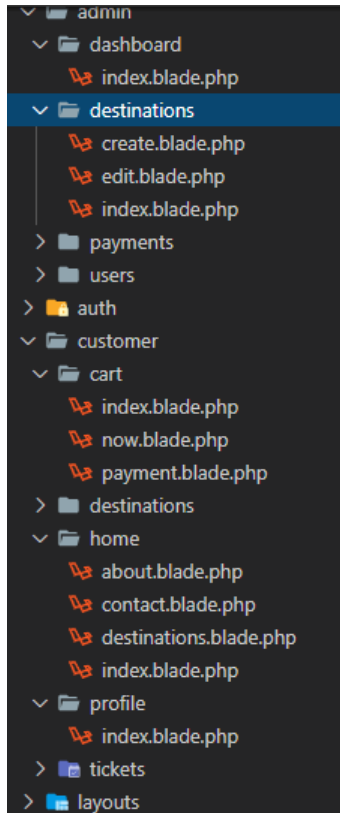 admin
dashboard
index.blade.php
destinations
create.blade.php
edit.blade.php
index.blade.php
payments
users
auth
customer
cart
index.blade.php
now.blade.php
payment.blade.php
destinations
home
about.blade.php
contact.blade.php
destinations.blade.php
index.blade.php
profile
index.blade.php
tickets
layouts